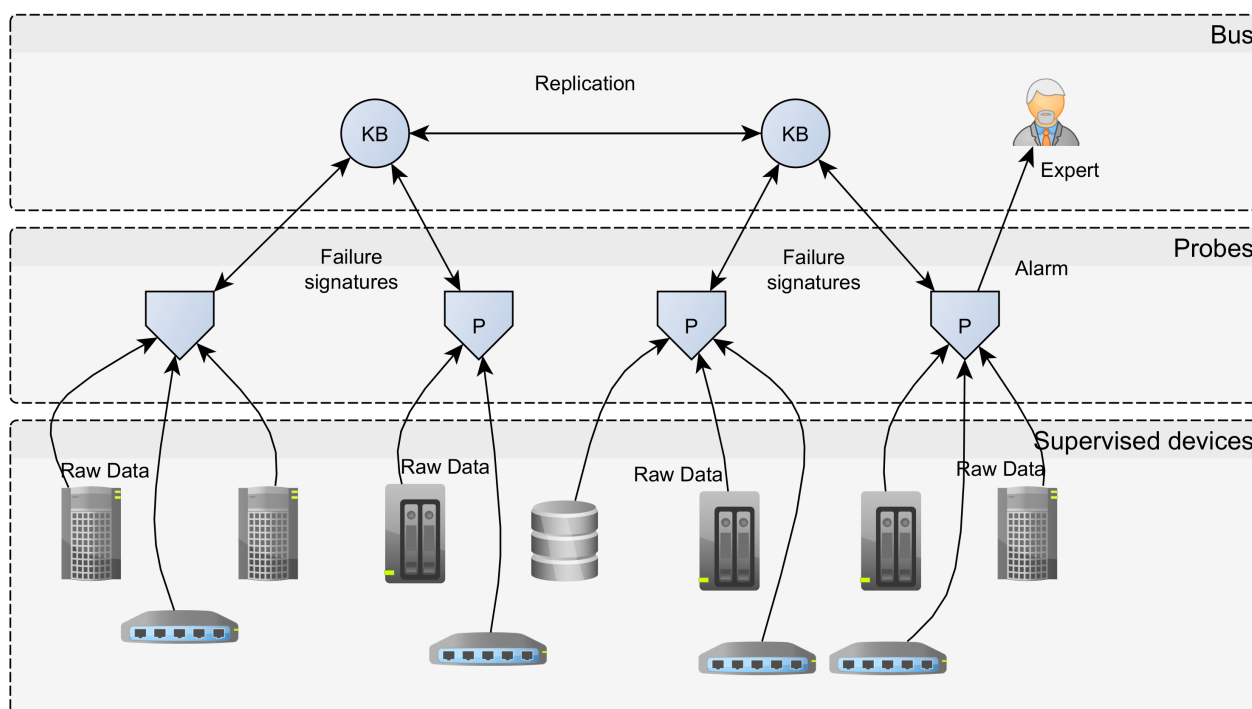 Bus
Replication
KB
KB
Expert
Probes
Failure
signatures
Failure
signatures
Alarm
P
P
P
Supervised devices
Raw Data
Raw Data
Raw Data
Raw Data